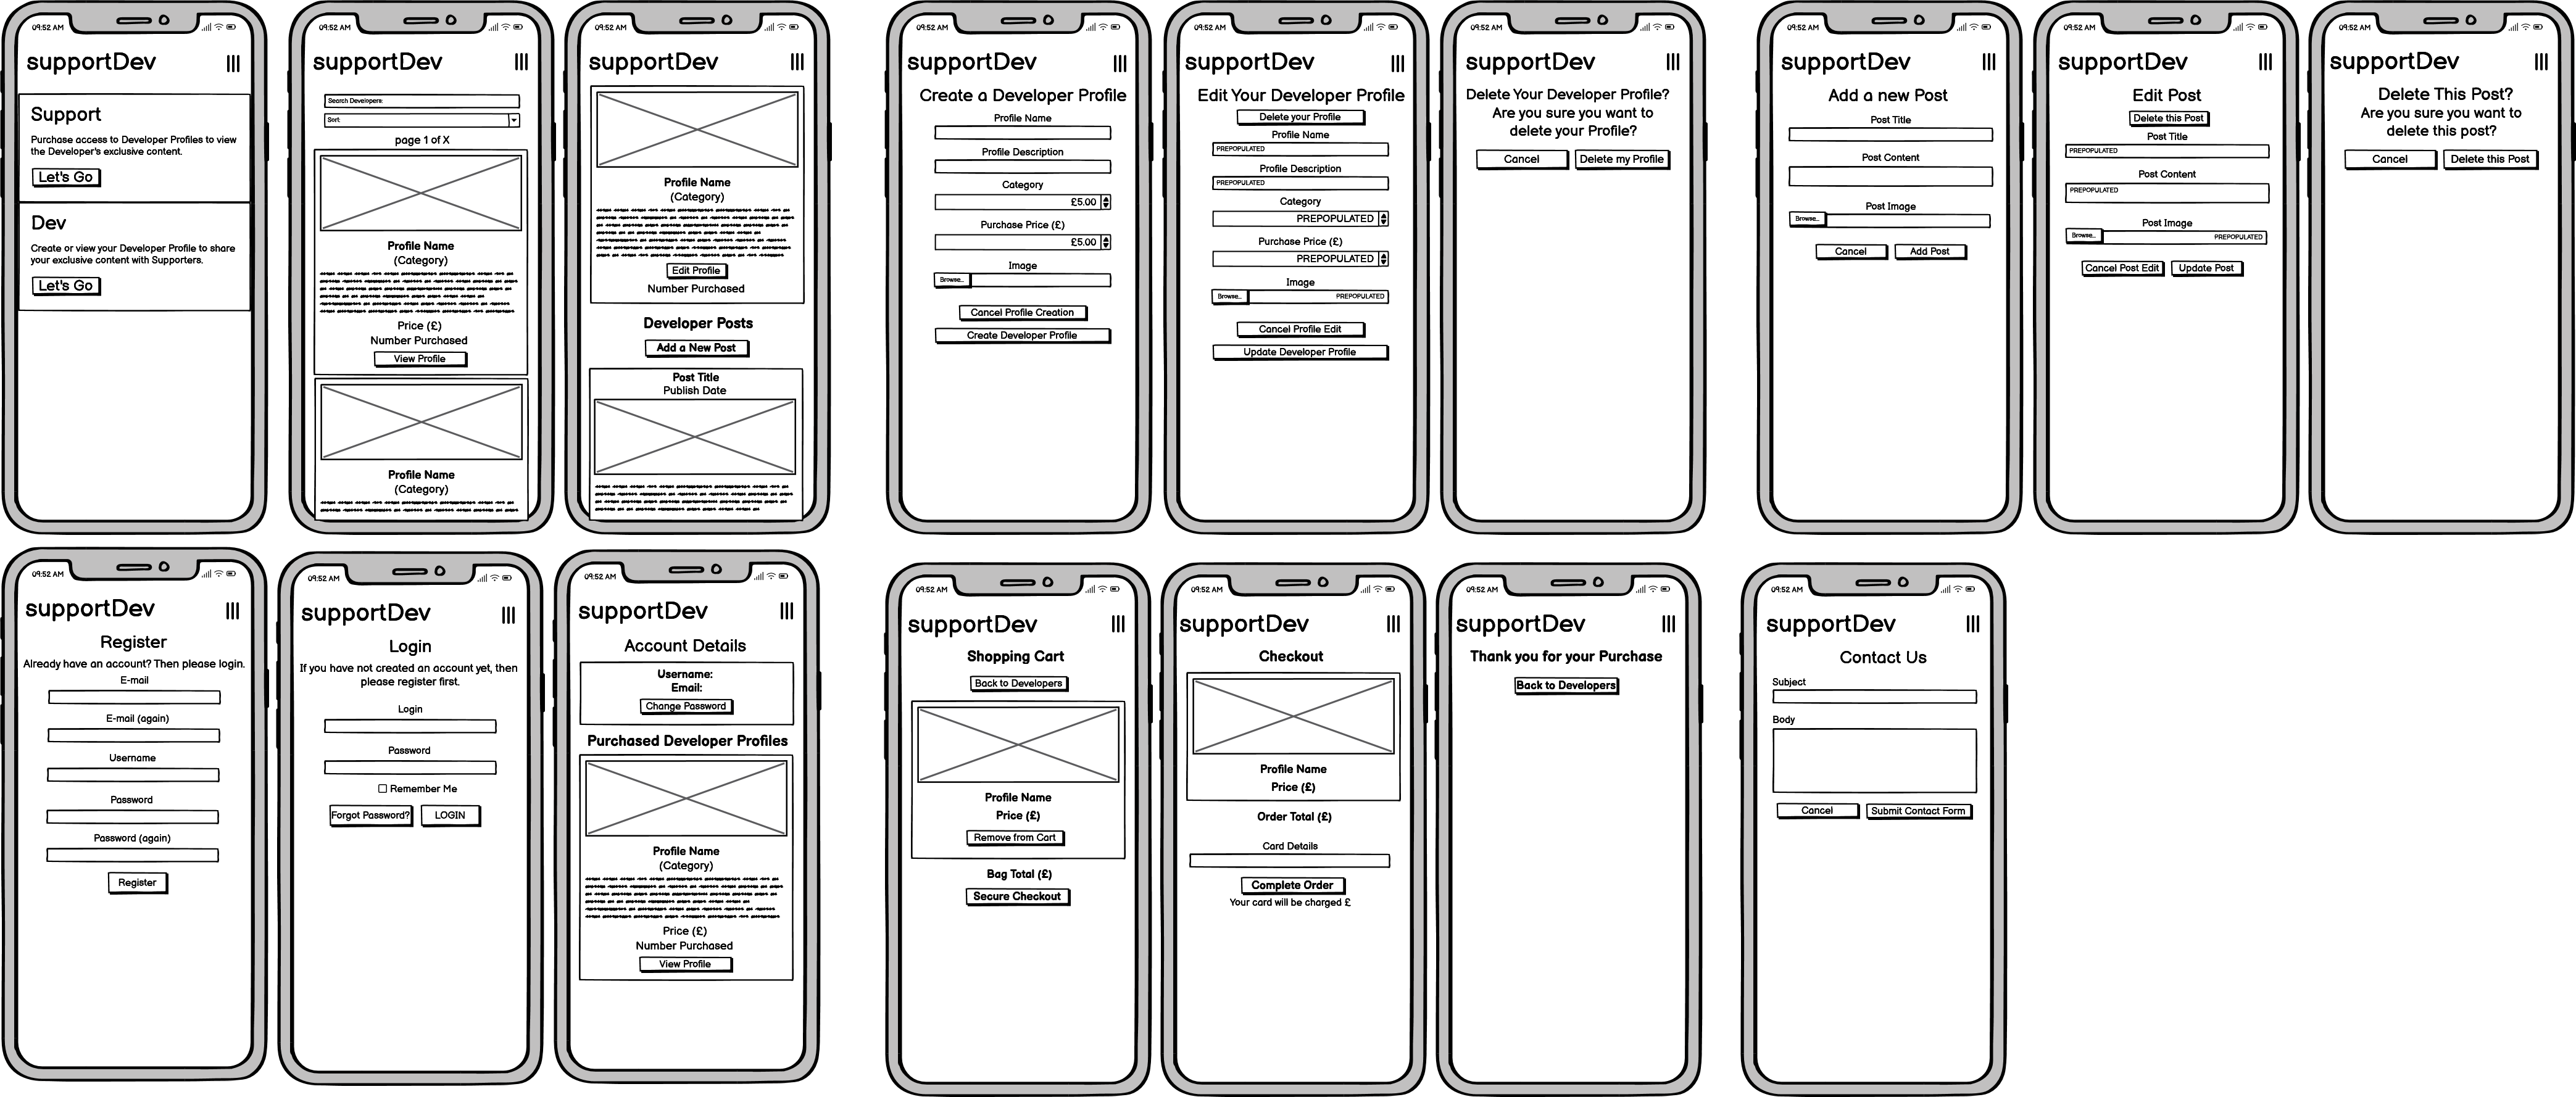 09:52 AM
supportDev
Support
Purchase access to Developer Profiles to view
the Developer's exclusive content.
Let's Go
Dev
Create or view your Developer Profile to share
your exclusive content with Supporters.
Let's Go
09:52 AM
supportDev
Search Developers:
Sort:
page 1 of X
Profile Name
(Category)
Price (£)
Number Purchased
View Profile
Profile Name
(Category)
09:52 AM
supportDev
Profile Name
(Category)
Edit Profile
Number Purchased
Developer Posts
Add a New Post
Post Title
Publish Date
09:52 AM
supportDev
Create a Developer Profile
Profile Name
Profile Description
Category
£5.00
Purchase Price (£)
£5.00
Image
Browse...
Cancel Profile Creation
Create Developer Profile
09:52 AM
supportDev
Edit Your Developer Profile
Delete your Profile
Profile Name
PREPOPULATED
Profile Description
PREPOPULATED
Category
PREPOPULATED
Purchase Price (£)
PREPOPULATED
Image
Browse... PREPOPULATED
Cancel Profile Edit
Update Developer Profile
09:52 AM
supportDev
Delete Your Developer Profile?
Are you sure you want to
delete your Profile?
Cancel Delete my Profile
09:52 AM
supportDev
Add a new Post
Post Title
Post Content
Post Image
Browse...
Cancel Add Post
09:52 AM
supportDev
Edit Post
Delete this Post
Post Title
PREPOPULATED
Post Content
PREPOPULATED
Post Image
Browse... PREPOPULATED
Cancel Post Edit Update Post
09:52 AM
supportDev
Delete This Post?
Are you sure you want to
delete this post?
Cancel Delete this Post
09:52 AM
supportDev
Register
Already have an account? Then please login.
E-mail
E-mail (again)
Username
Password
Password (again)
Register
09:52 AM
supportDev
Login
If you have not created an account yet, then
please register first.
Login
Password
Remember Me
Forgot Password? LOGIN
09:52 AM
supportDev
Account Details
Username:
Email:
Change Password
Purchased Developer Profiles
Profile Name
(Category)
Price (£)
Number Purchased
View Profile
09:52 AM
supportDev
Shopping Cart
Back to Developers
Profile Name
Price (£)
Remove from Cart
Bag Total (£)
Secure Checkout
09:52 AM
supportDev
Checkout
Profile Name
Price (£)
Order Total (£)
Card Details
Complete Order
Your card will be charged £
09:52 AM
supportDev
Thank you for your Purchase
Back to Developers
09:52 AM
supportDev
Contact Us
Subject
Body
Cancel Submit Contact Form